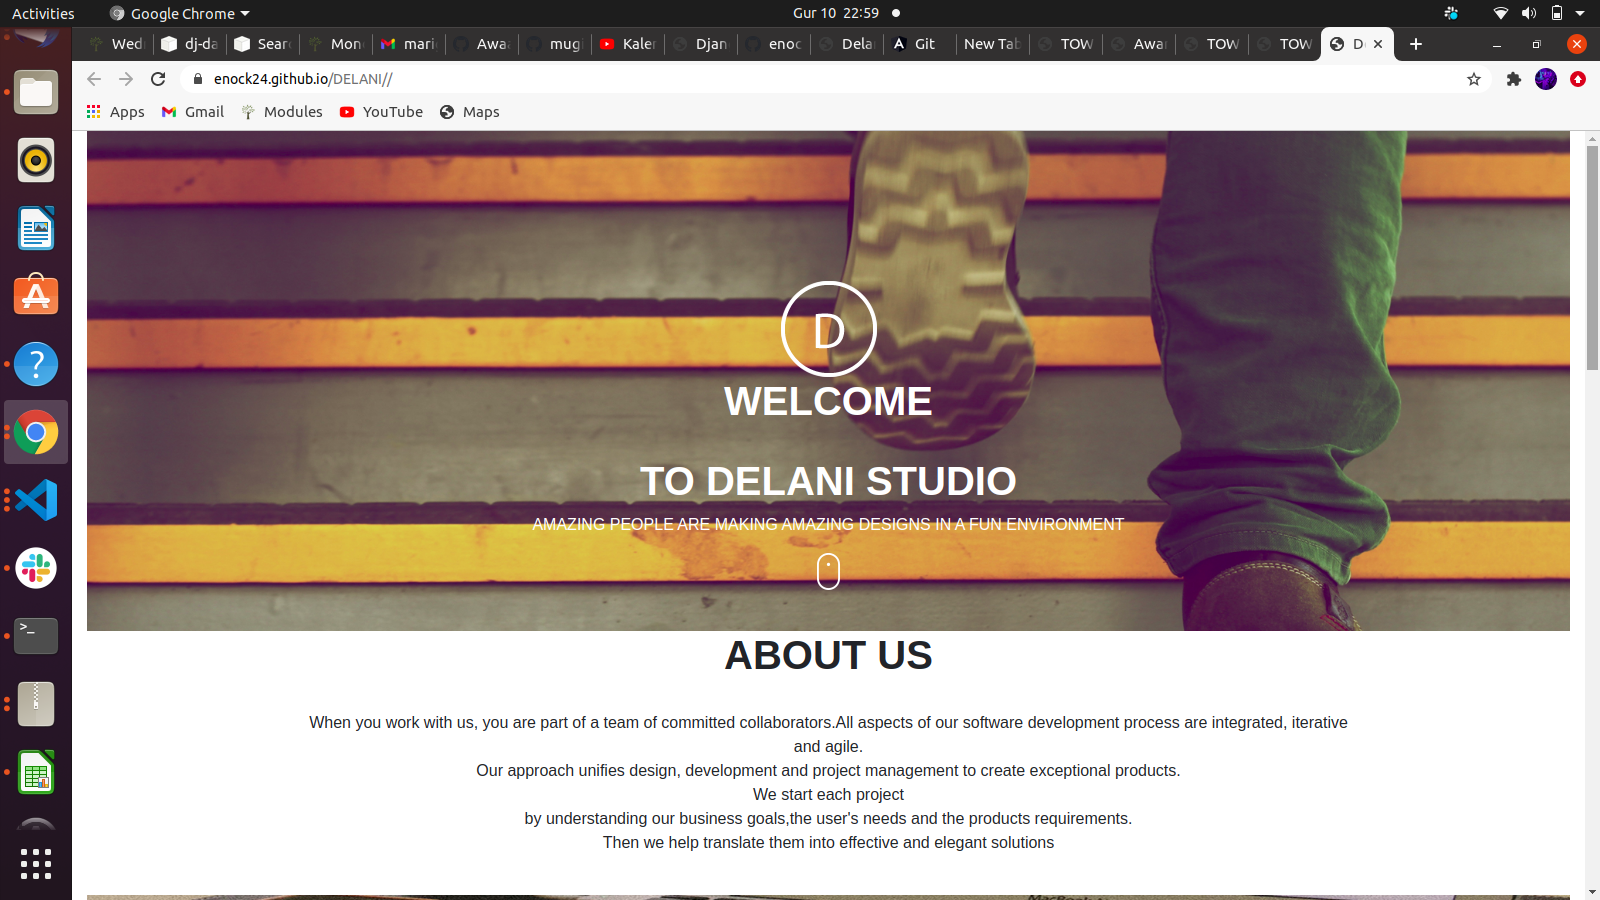 Activities
Google Chrome
Gur 10 22:59
Wed
dj-da
Sear
Mon
mari
Awa
mug
Kaler
Djan
enoc
Dela
Git
New Tab
TOW
Awar
TOW
TOW
D
enock24.github.io/DELANI//
Apps
Gmail
Modules
YouTube
Maps
D
WELCOME
TO DELANI STUDIO
AMAZING PEOPLE ARE MAKING AMAZING DESIGNS IN A FUN ENVIRONMENT
ABOUT US
When you work with us, you are part of a team of committed collaborators.All aspects of our software development process are integrated, iterative
and agile.
Our approach unifies design, development and project management to create exceptional products.
We start each project
by understanding our business goals,the user's needs and the products requirements.
Then we help translate them into effective and elegant solutions